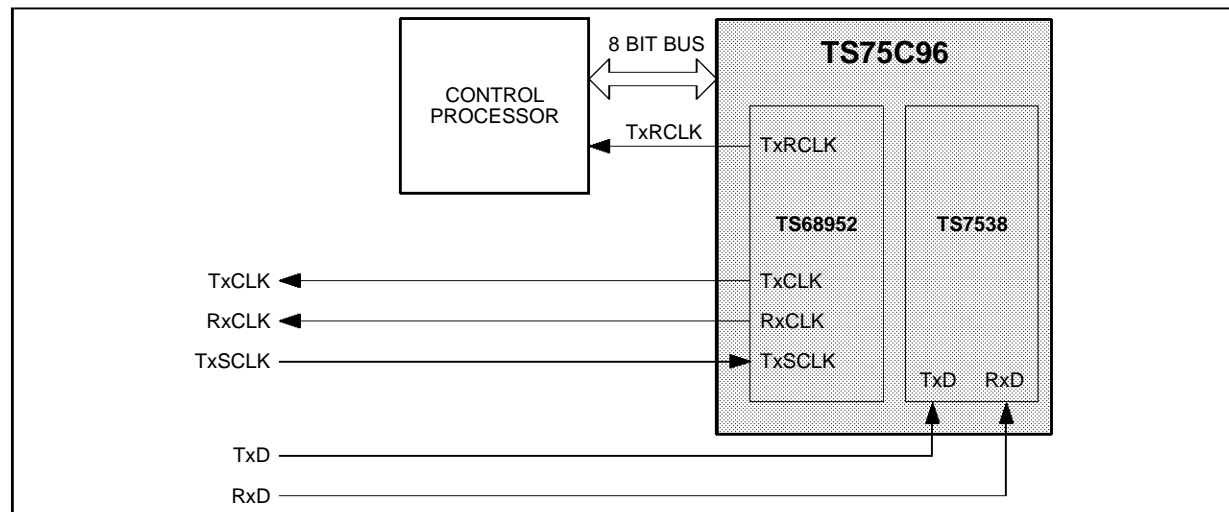 8 BIT BUS
TS75C96
CONTROL
PROCESSOR
TxRCLK
TxRCLK
TS68952
TS7538
TxCLK
TxCLK
RxCLK
RxCLK
TxSCLK
TxSCLK
TxD
RxD
TxD
RxD